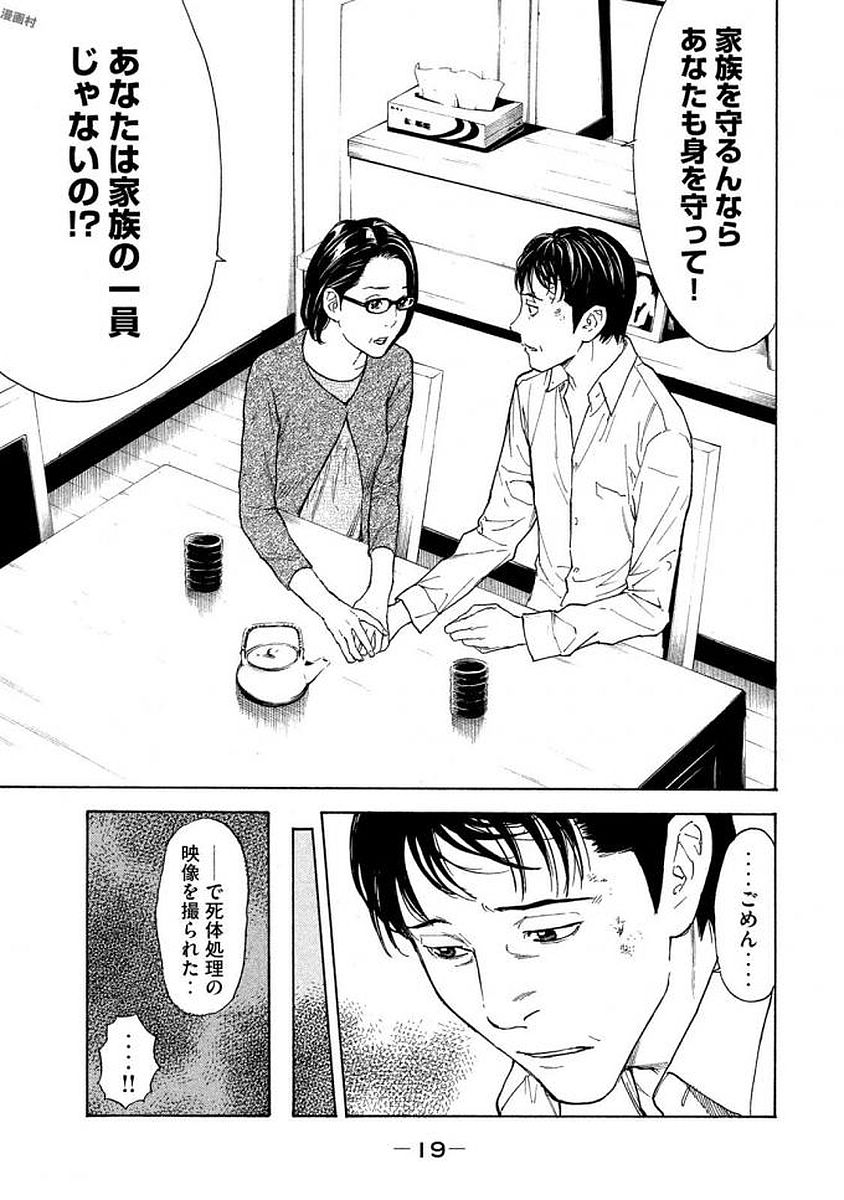 漫画村
家族を守るんなら
あなたも身を守って!
あなたは家族の一員
じゃないの!?
‥‥ごめん‥‥
――で死体処理の
映像を撮られた‥
‥‥!!
—19—